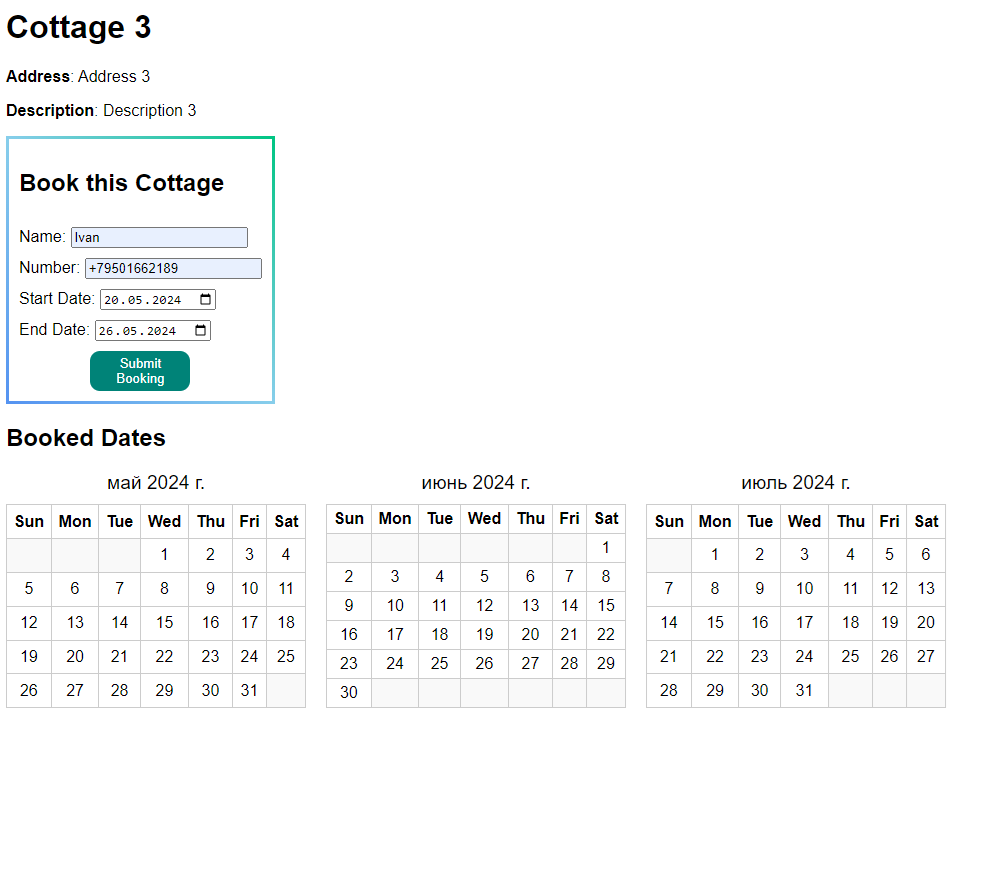 Cottage 3
Address: Address 3
Description: Description 3
Book this Cottage
Name: Ivan
Number: +79501662189
Start Date: 20.05.2024
End Date: 26.05.2024
Submit
Booking
Booked Dates
май 2024 г.
Sun Mon Tue Wed Thu Fri Sat
1 2 3 4
5 6 7 8 9 10 11
12 13 14 15 16 17 18
19 20 21 22 23 24 25
26 27 28 29 30 31
июнь 2024 г.
Sun Mon Tue Wed Thu Fri Sat
1
2 3 4 5 6 7 8
9 10 11 12 13 14 15
16 17 18 19 20 21 22
23 24 25 26 27 28 29
30
июль 2024 г.
Sun Mon Tue Wed Thu Fri Sat
1 2 3 4 5 6
7 8 9 10 11 12 13
14 15 16 17 18 19 20
21 22 23 24 25 26 27
28 29 30 31